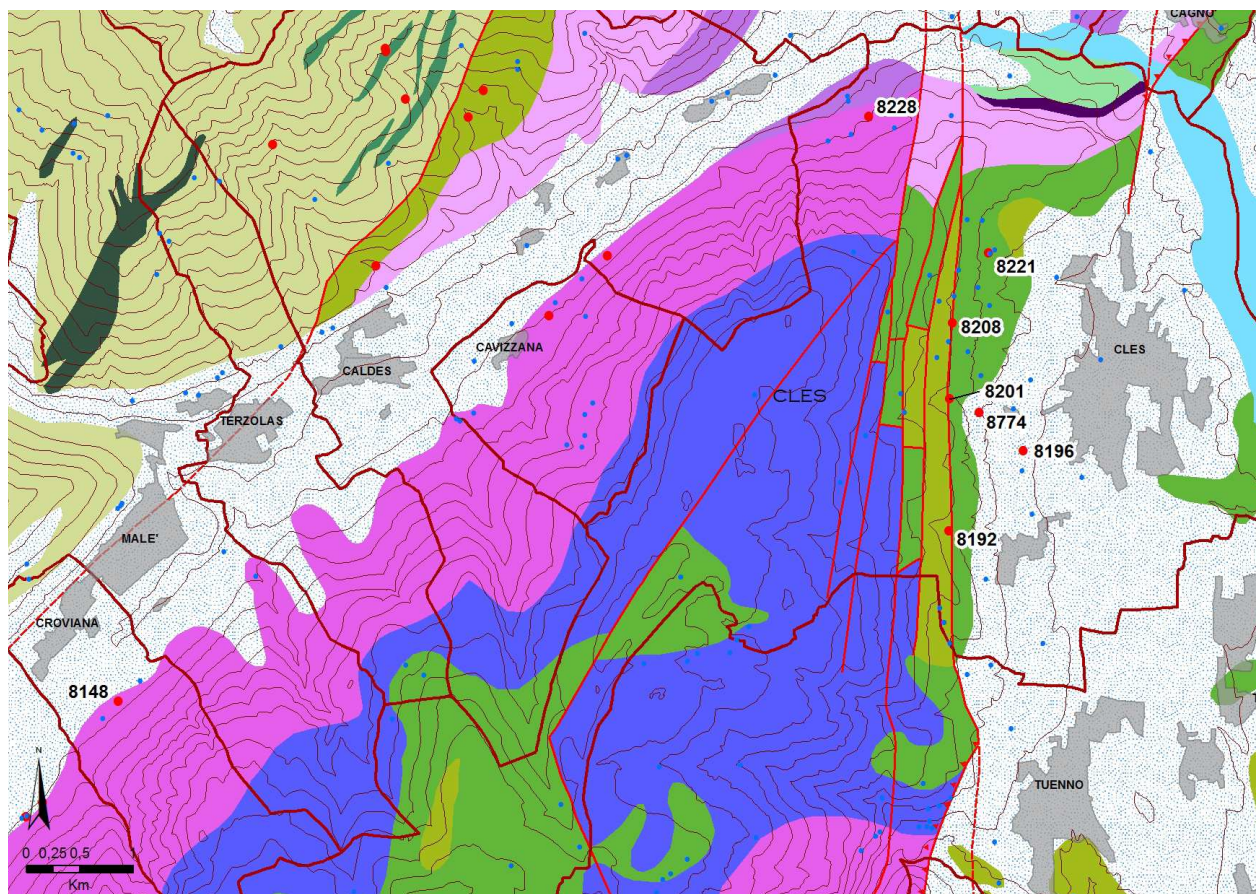 CAGNO'
8228
8221
8208
CLES
CAVIZZANA
CALDES
CLES
8201
TERZOLAS
8774
8196
8192
MALE'
CROVIANA
8148
N
TUENNO
0 0,25 0,5 1
Km